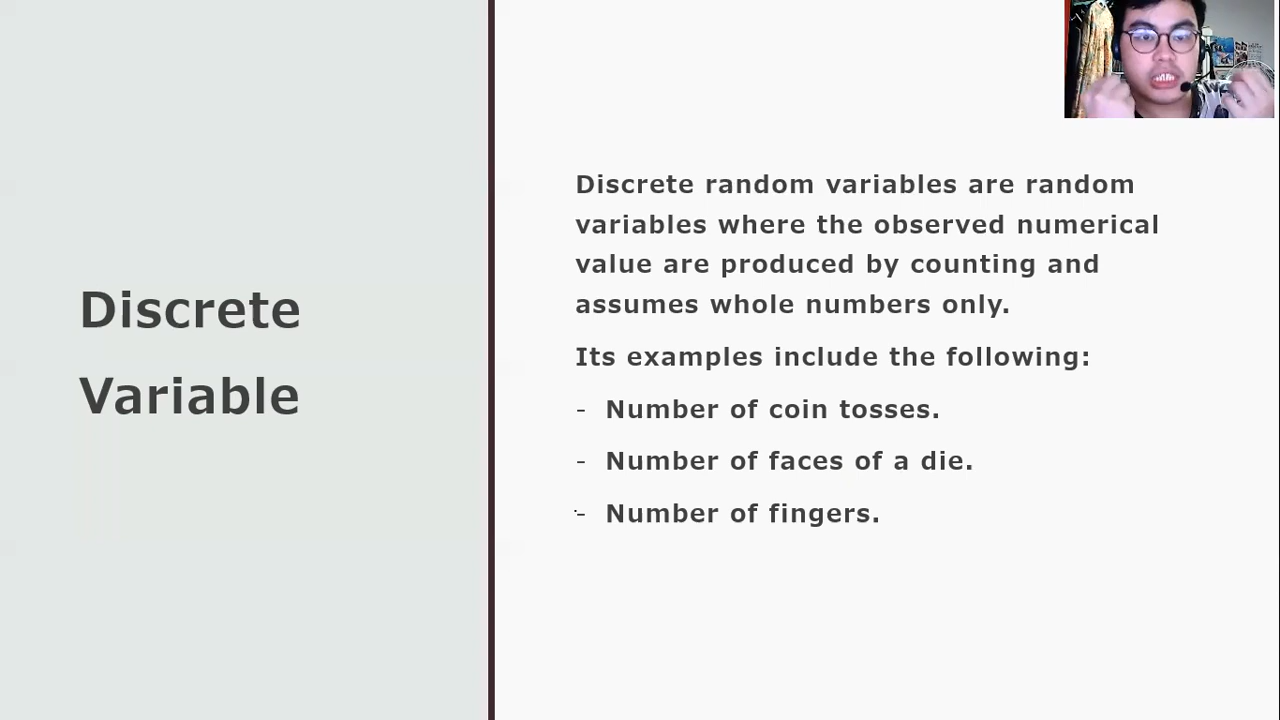 Discrete
Variable
Discrete random variables are random
variables where the observed numerical
value are produced by counting and
assumes whole numbers only.
Its examples include the following:
- Number of coin tosses.
- Number of faces of a die.
- Number of fingers.